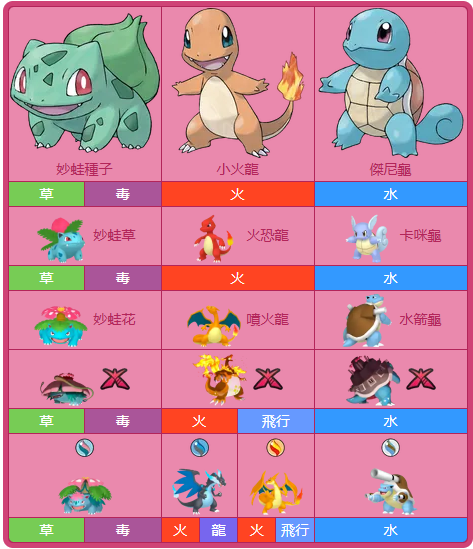 妙蛙種子 小火龍 傑尼龜
草 毒 火 水
妙蛙草 火恐龍 卡咪龜
草 毒 火 水
妙蛙花 噴火龍 水箭龜
草 毒 火 飛行 水
草 毒 火 龍 火 飛行 水